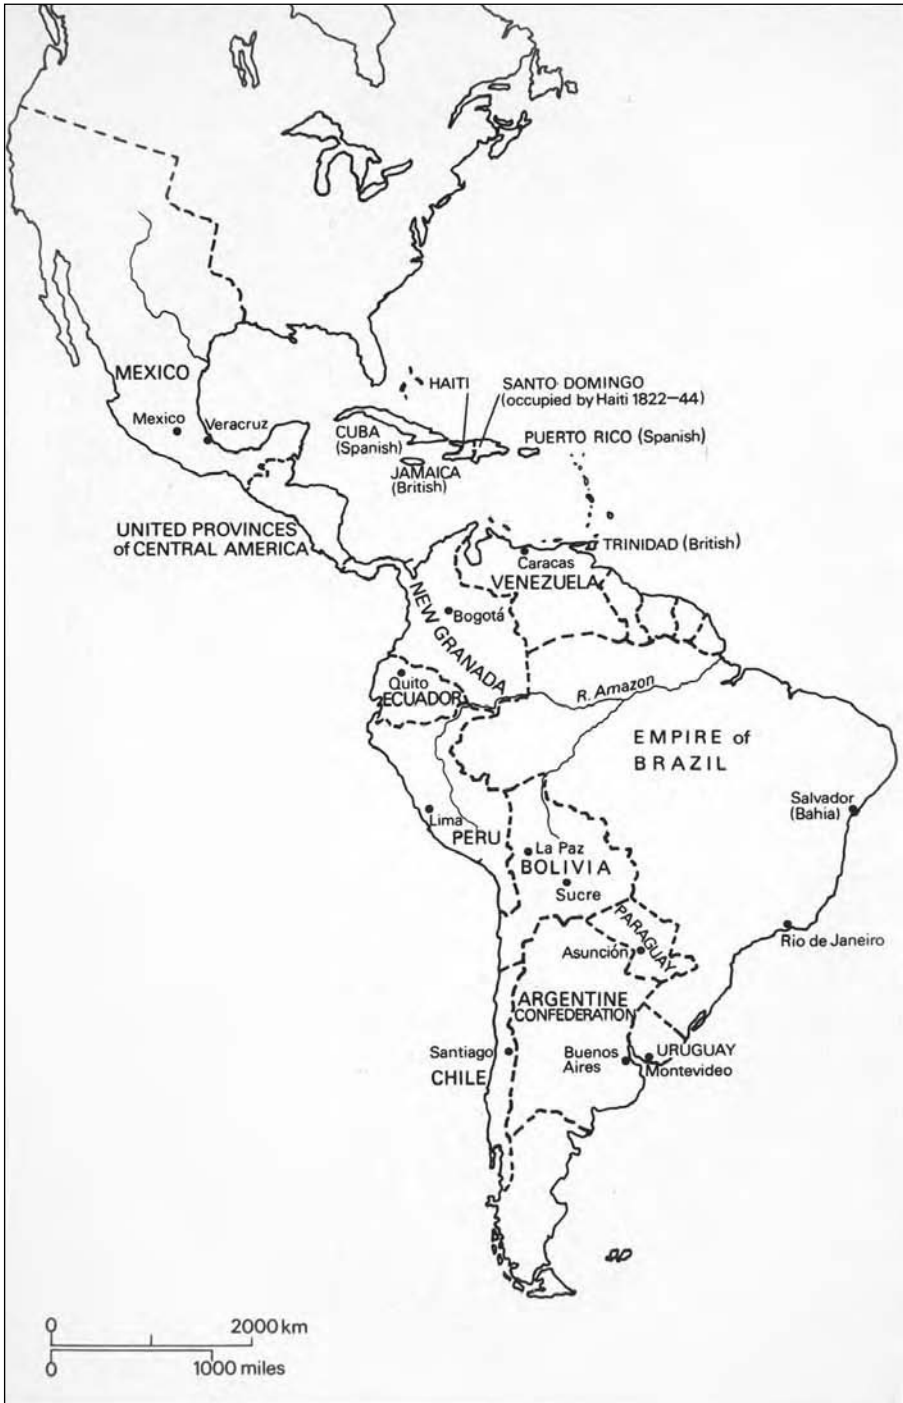 HAITI
SANTO DOMINGO
(occupied by Haiti 1822–44)
MEXICO
Mexico
Veracruz
CUBA
(Spanish)
PUERTO RICO (Spanish)
JAMAICA
(British)
UNITED PROVINCES
of CENTRAL AMERICA
TRINIDAD (British)
Caracas
VENEZUELA
NEW GRANADA
Bogotá
Quito
ECUADOR
R. Amazon
EMPIRE of
BRAZIL
Salvador
(Bahia)
Lima
PERU
La Paz
BOLIVIA
Sucre
PARAGUAY
Rio de Janeiro
Asunción
ARGENTINE
CONFEDERATION
Santiago
CHILE
Buenos
Aires
URUGUAY
Montevideo
0 2000 km
0 1000 miles